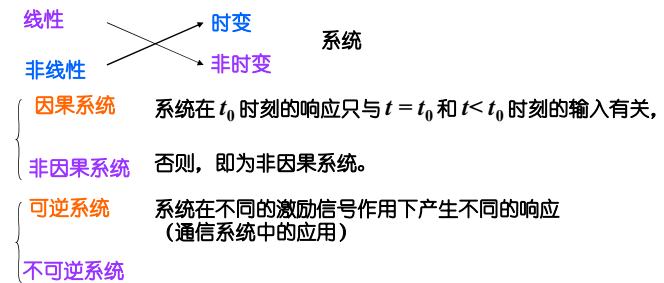 线性
时变
系统
非线性
非时变
因果系统 系统在 t0 时刻的响应只与 t = t0 和 t< t0 时刻的输入有关，
非因果系统 否则，即为非因果系统。
可逆系统 系统在不同的激励信号作用下产生不同的响应
（通信系统中的应用）
不可逆系统